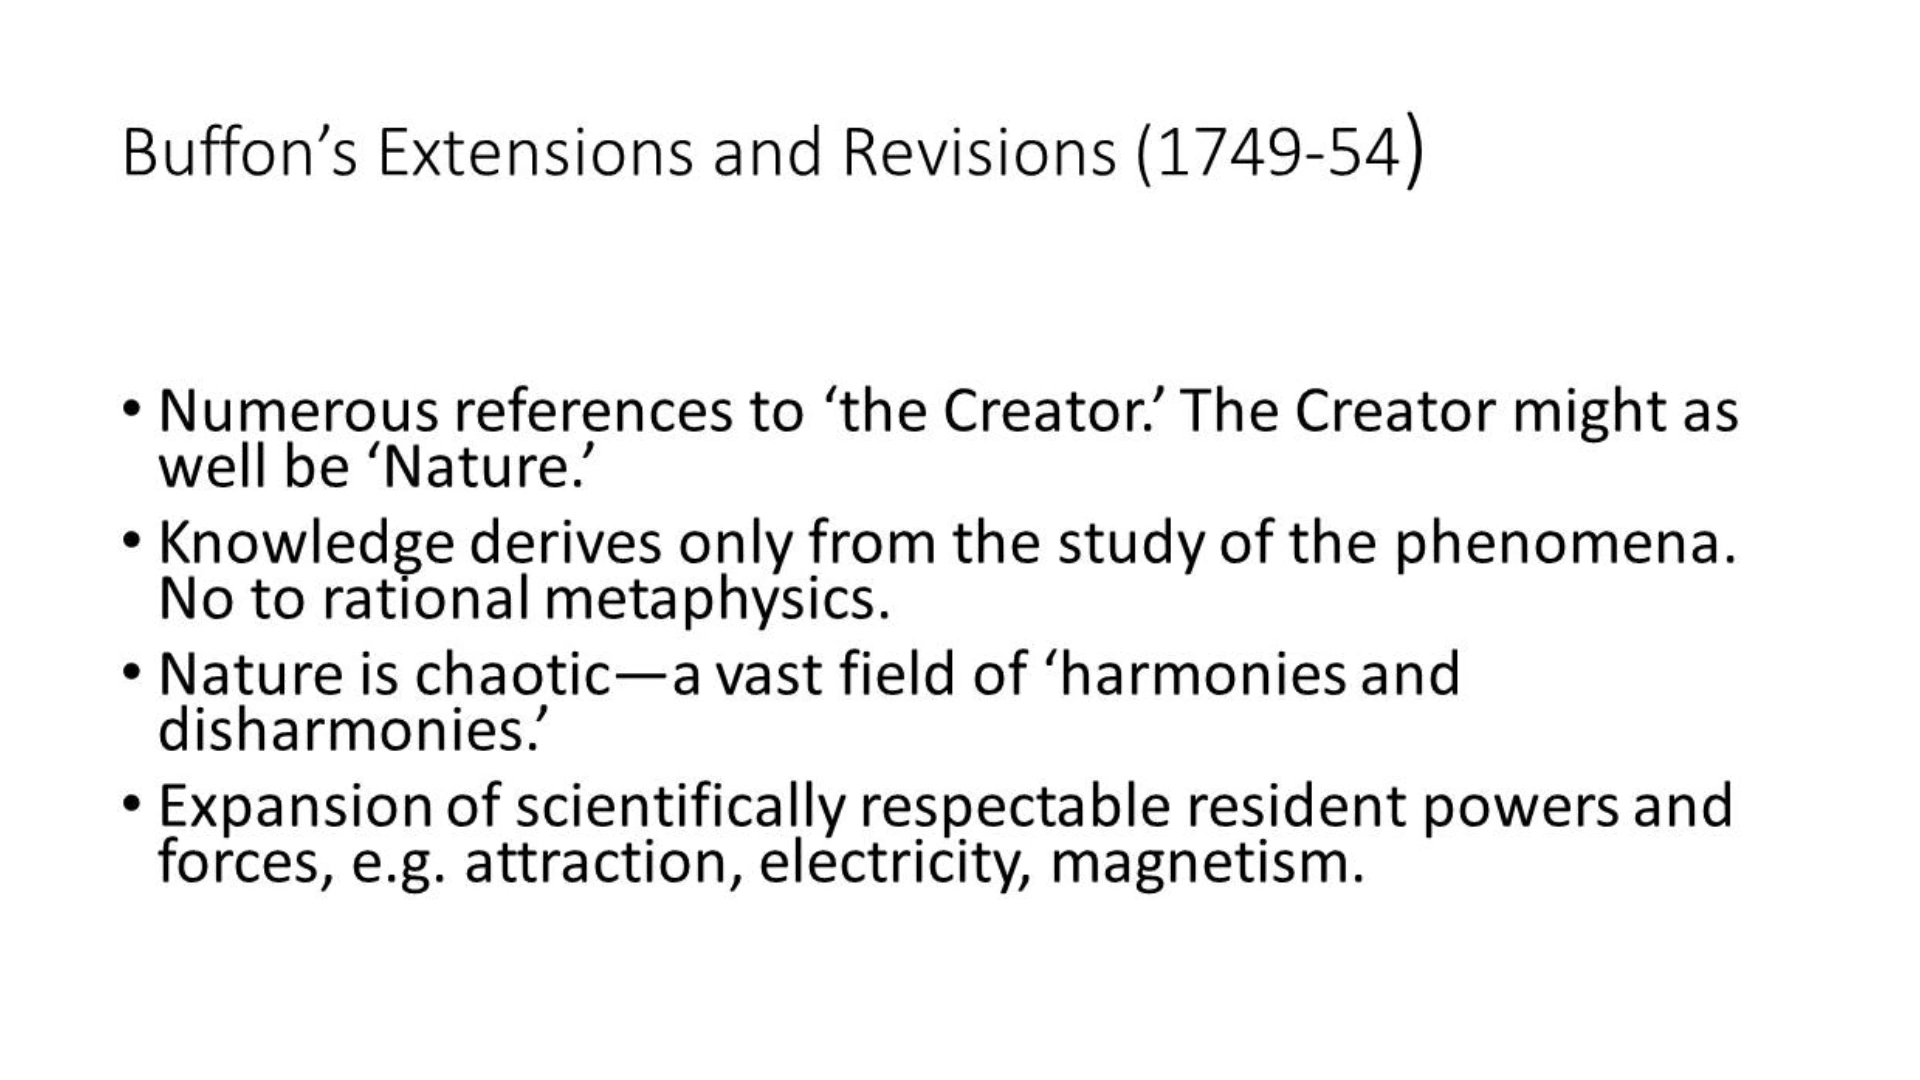 Buffon’s Extensions and Revisions (1749-54)
• Numerous references to ‘the Creator.’ The Creator might as
well be ‘Nature.’
• Knowledge derives only from the study of the phenomena.
No to rational metaphysics.
• Nature is chaotic—a vast field of ‘harmonies and
disharmonies.’
• Expansion of scientifically respectable resident powers and
forces, e.g. attraction, electricity, magnetism.